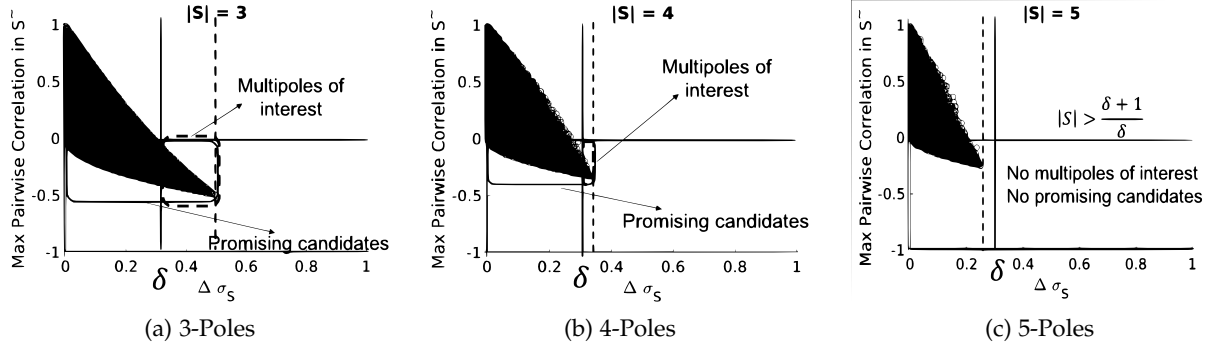 |S| = 3
Max Pairwise Correlation in S~
1
0.5
0
-0.5
-1
Multipoles of
interest
Promising candidates
0
0.2
0.4
0.6
0.8
1
δ
Δ σS
(a) 3-Poles
|S| = 4
Max Pairwise Correlation in S~
1
0.5
0
-0.5
-1
Multipoles of
interest
Promising candidates
0
0.2
0.4
0.6
0.8
1
δ
Δ σS
(b) 4-Poles
|S| = 5
Max Pairwise Correlation in S~
1
0.5
0
-0.5
-1
|S| > (δ + 1) / δ
No multipoles of interest
No promising candidates
0
0.2
0.4
0.6
0.8
1
δ
Δ σS
(c) 5-Poles